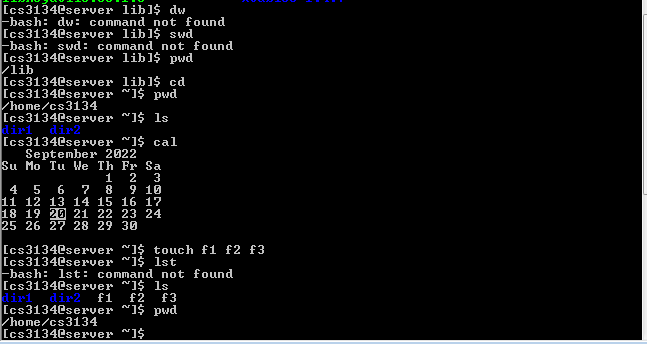 [cs3134@server lib]$ dw
-bash: dw: command not found
[cs3134@server lib]$ swd
-bash: swd: command not found
[cs3134@server lib]$ pwd
/lib
[cs3134@server lib]$ cd
[cs3134@server ~]$ pwd
/home/cs3134
[cs3134@server ~]$ ls
dir1  dir2
[cs3134@server ~]$ cal
   September 2022
Su Mo Tu We Th Fr Sa
             1  2  3
 4  5  6  7  8  9 10
11 12 13 14 15 16 17
18 19 20 21 22 23 24
25 26 27 28 29 30
[cs3134@server ~]$ touch f1 f2 f3
[cs3134@server ~]$ lst
-bash: lst: command not found
[cs3134@server ~]$ ls
dir1  dir2  f1  f2  f3
[cs3134@server ~]$ pwd
/home/cs3134
[cs3134@server ~]$